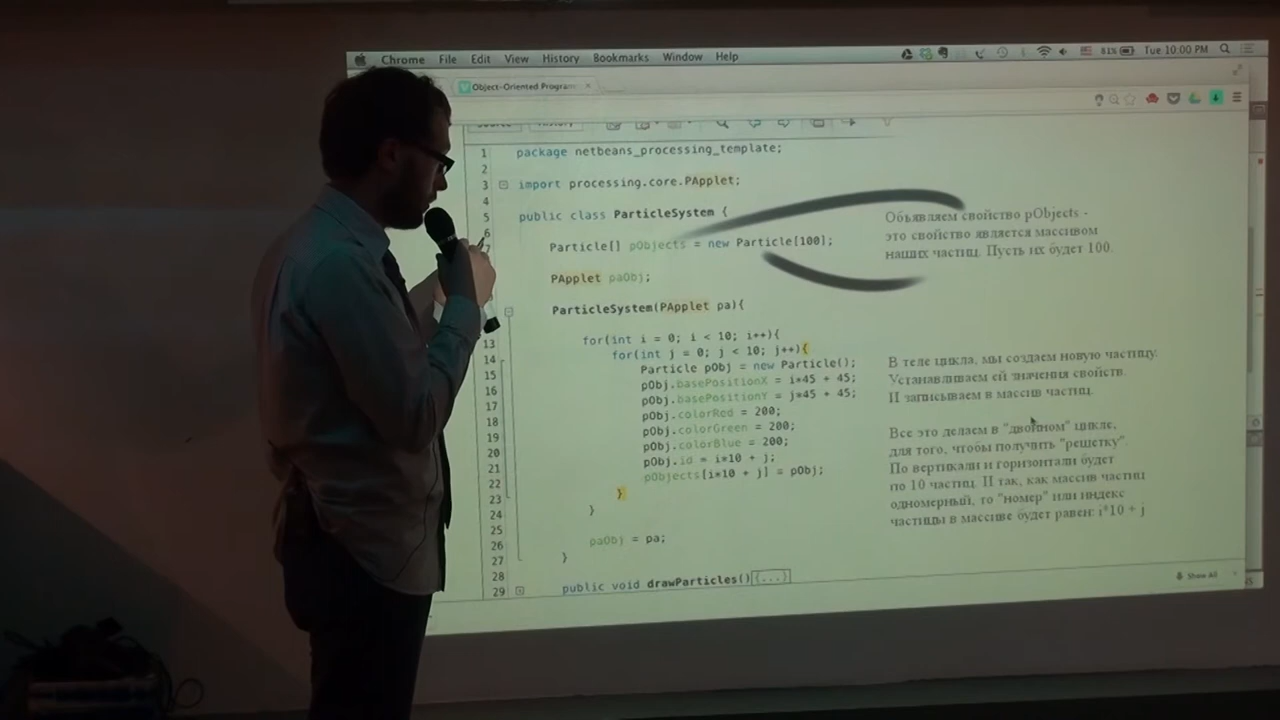 Chrome File Edit View History Bookmarks Window Help 81% Tue 10:00 PM
Object-Oriented Program
Source History
1 package netbeans_processing_template;
2
3 import processing.core.PApplet;
4
5 public class ParticleSystem {
6
7 Particle[] pObjects = new Particle[100];
PApplet paObj;
ParticleSystem(PApplet pa){
for(int i = 0; i < 10; i++){
13 for(int j = 0; j < 10; j++){
14 Particle pObj = new Particle();
15 pObj.basePositionX = i*45 + 45;
16 pObj.basePositionY = j*45 + 45;
17 pObj.colorRed = 200;
18 pObj.colorGreen = 200;
19 pObj.colorBlue = 200;
20 pObj.id = i*10 + j;
21 pObjects[i*10 + j] = pObj;
22 }
23 }
24
25
26 paObj = pa;
27 }
28
29 public void drawParticles(){...}
Объявляем свойство pObjects -
это свойство является массивом
наших частиц. Пусть их будет 100.
В теле цикла, мы создаем новую частицу.
Устанавливаем ей значения свойств.
И записываем в массив частиц.
Все это делаем в "двойном" цикле,
для того, чтобы получить "решетку".
По вертикали и горизонтали будет
по 10 частиц. И так, как массив частиц
одномерный, то "номер" или индекс
частицы в массиве будет равен: i*10 + j
Show All